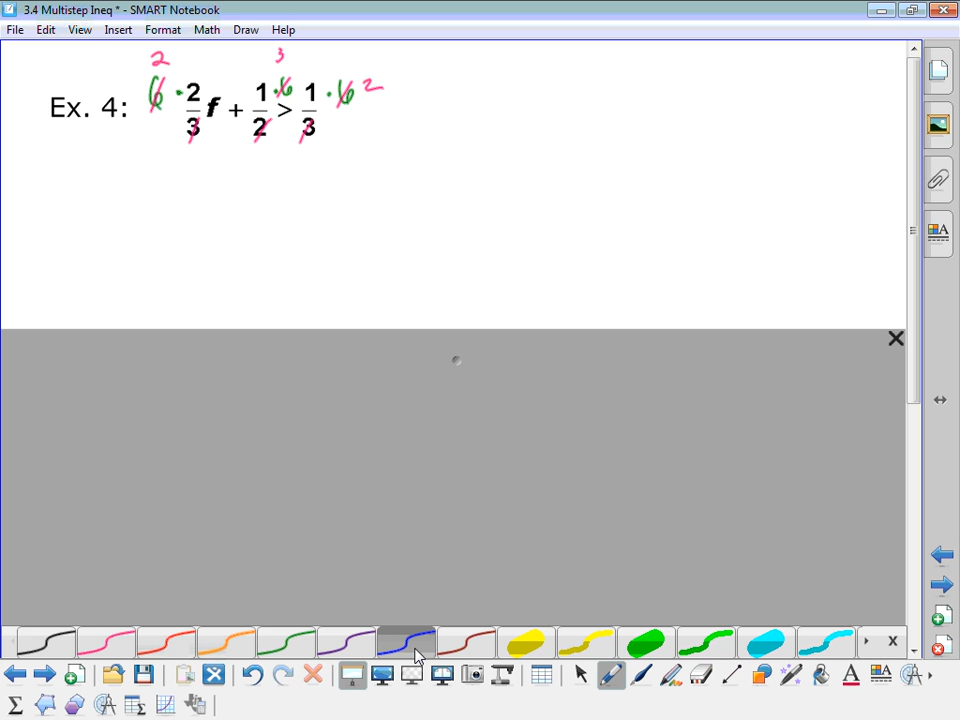 3.4 Multistep Ineq * - SMART Notebook
File Edit View Insert Format Math Draw Help
2 3
Ex. 4: 6 · 2/3 f + 1/2 · 6 > 1/3 · 6 2